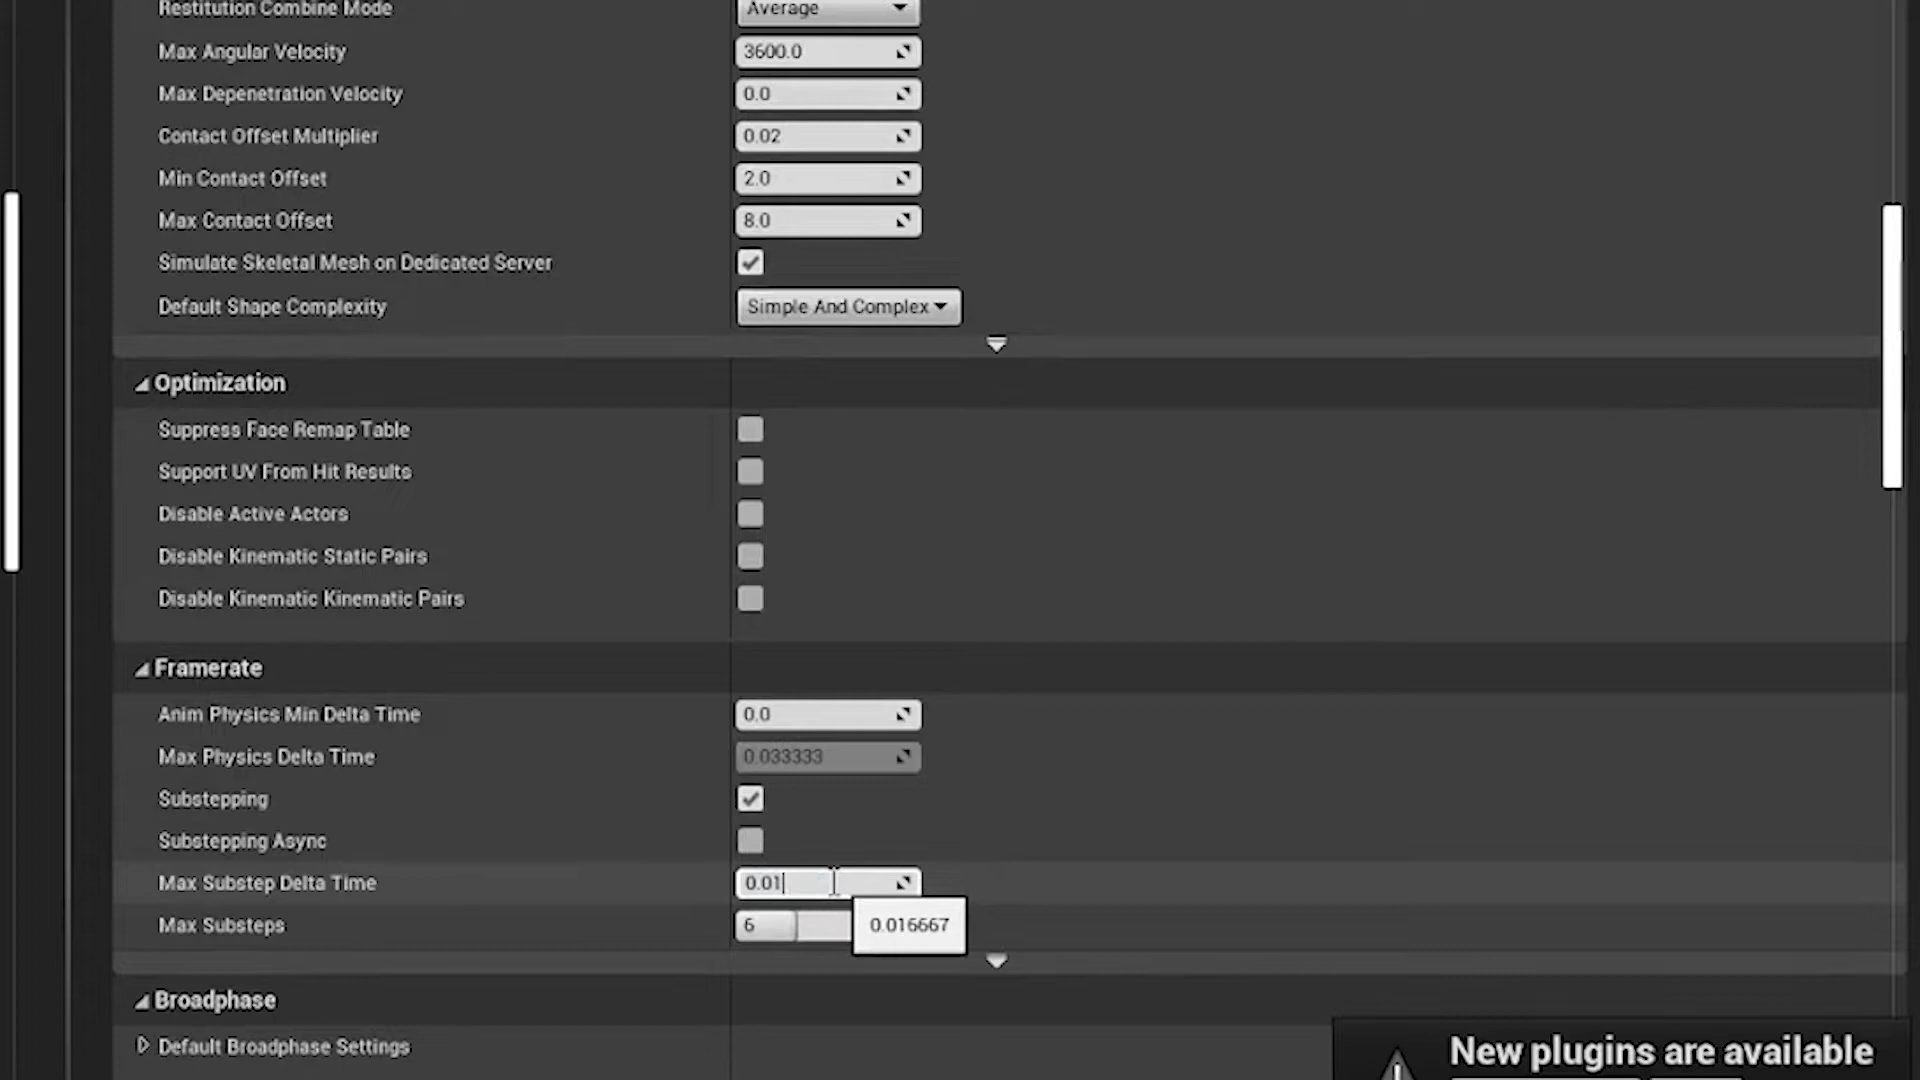 Restitution Combine Mode Average
Max Angular Velocity 3600.0
Max Depenetration Velocity 0.0
Contact Offset Multiplier 0.02
Min Contact Offset 2.0
Max Contact Offset 8.0
Simulate Skeletal Mesh on Dedicated Server
Default Shape Complexity Simple And Complex
Optimization
Suppress Face Remap Table
Support UV From Hit Results
Disable Active Actors
Disable Kinematic Static Pairs
Disable Kinematic Kinematic Pairs
Framerate
Anim Physics Min Delta Time 0.0
Max Physics Delta Time 0.033333
Substepping
Substepping Async
Max Substep Delta Time 0.01
Max Substeps 6 0.016667
Broadphase
Default Broadphase Settings
New plugins are available